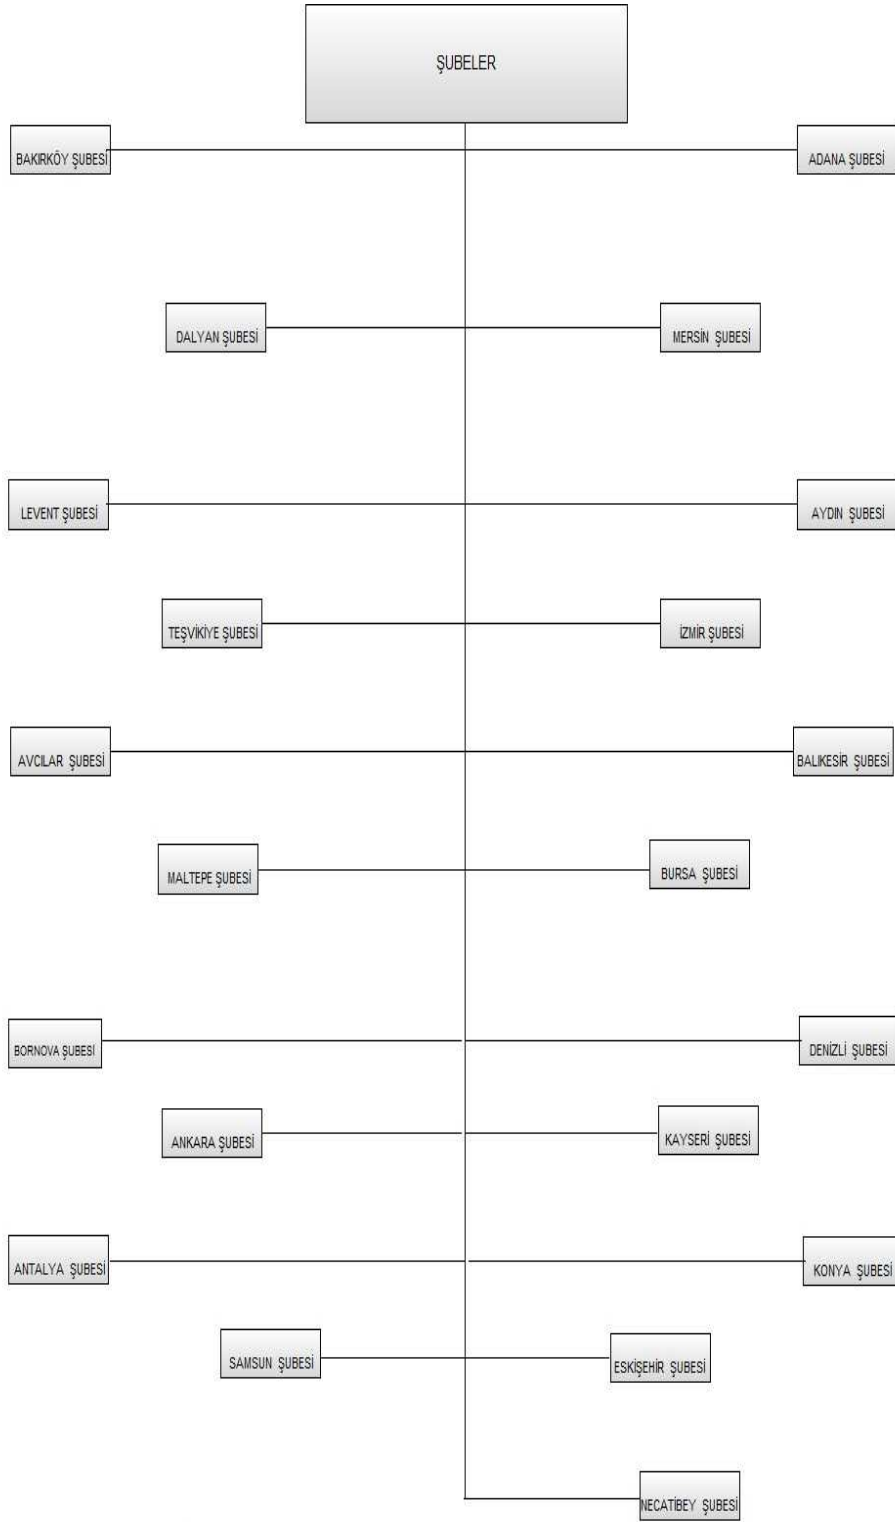 ŞUBELER
BAKIRKÖY ŞUBESİ
ADANA ŞUBESİ
DALYAN ŞUBESİ
MERSİN ŞUBESİ
LEVENT ŞUBESİ
AYDIN ŞUBESİ
TEŞVİKİYE ŞUBESİ
İZMİR ŞUBESİ
AVCILAR ŞUBESİ
BALIKESİR ŞUBESİ
MALTEPE ŞUBESİ
BURSA ŞUBESİ
BORNOVA ŞUBESİ
DENİZLİ ŞUBESİ
ANKARA ŞUBESİ
KAYSERİ ŞUBESİ
ANTALYA ŞUBESİ
KONYA ŞUBESİ
SAMSUN ŞUBESİ
ESKİŞEHİR ŞUBESİ
NECATİBEY ŞUBESİ